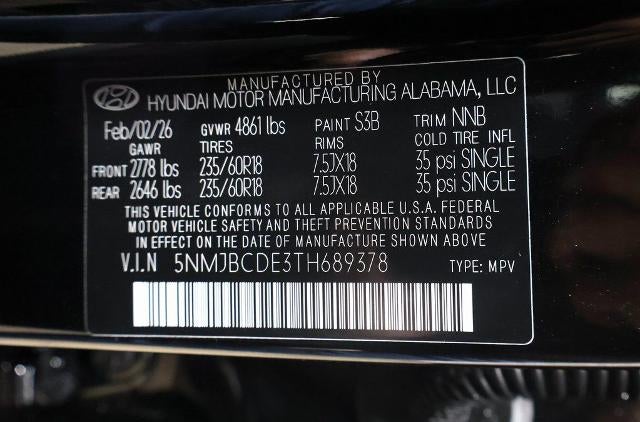 MANUFACTURED BY
HYUNDAI MOTOR MANUFACTURING ALABAMA, LLC
Feb/02/26 GVWR 4861 lbs PAINT S3B TRIM NNB
GAWR TIRES RIMS COLD TIRE INFL
FRONT 2778 lbs 235/60R18 7.5JX18 35 psi SINGLE
REAR 2646 lbs 235/60R18 7.5JX18 35 psi SINGLE
THIS VEHICLE CONFORMS TO ALL APPLICABLE U.S.A. FEDERAL
MOTOR VEHICLE SAFETY AND THEFT PREVENTION STANDARDS
IN EFFECT ON THE DATE OF MANUFACTURE SHOWN ABOVE
V.I.N 5NMJBCDE3TH689378 TYPE: MPV